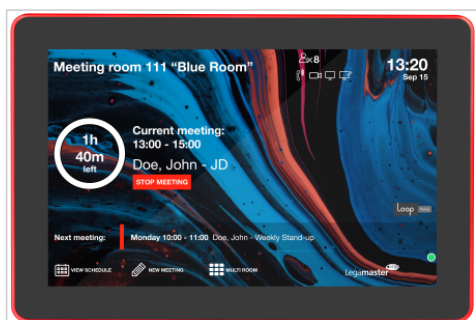 Meeting room 111 “Blue Room”
×8
13:20
Sep 15
1h
40m
left
Current meeting:
13:00 - 15:00
Doe, John - JD
STOP MEETING
Loop
Next meeting:
Monday 10:00 - 11:00 Doe, John - Weekly Stand-up
VIEW SCHEDULE
NEW MEETING
MULTI ROOM
Legamaster